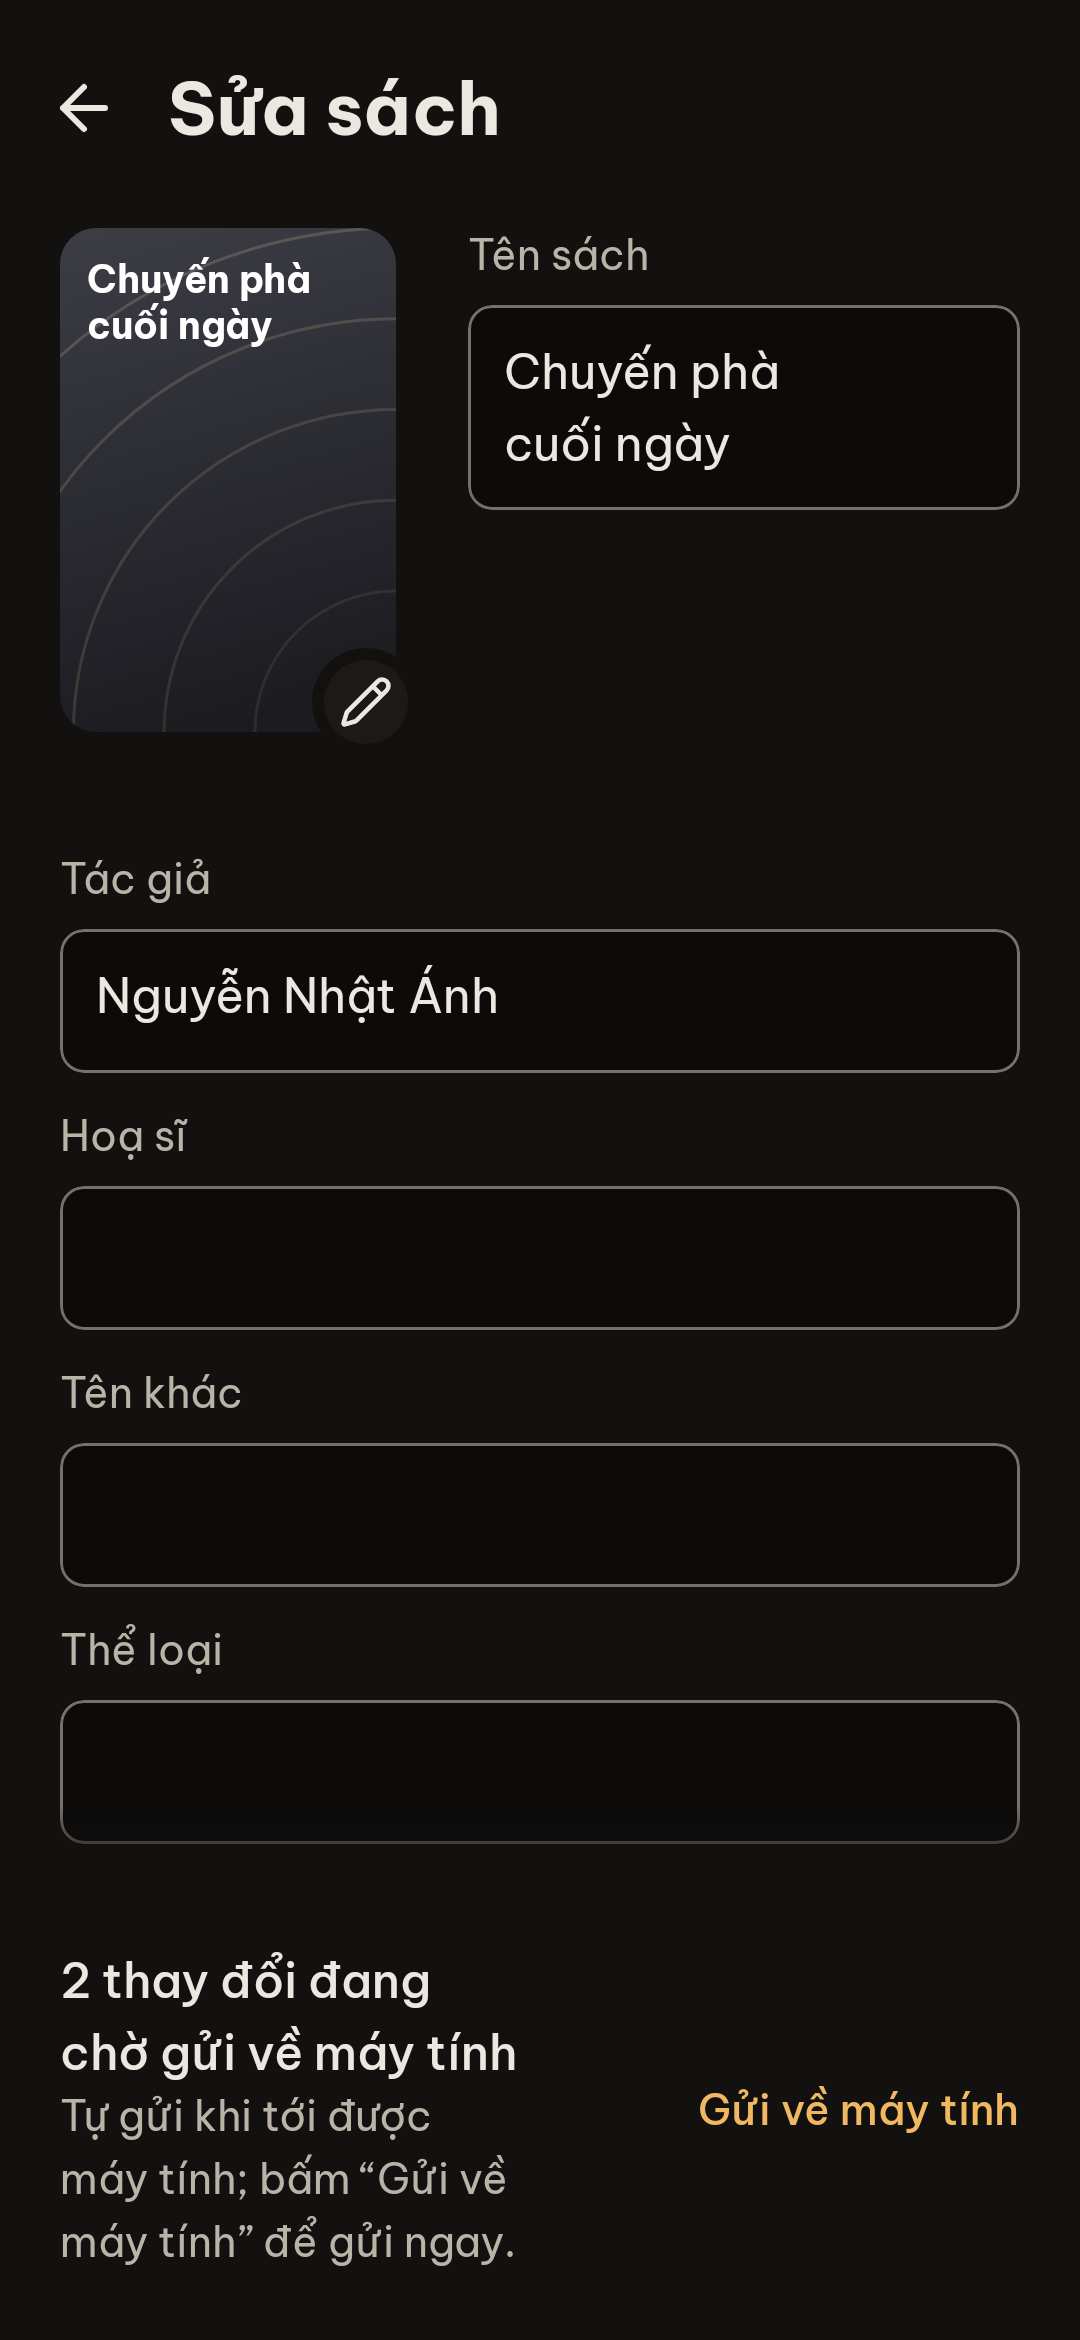 Sửa sách
Chuyến phà
cuối ngày
Tên sách
Chuyến phà
cuối ngày
Tác giả
Nguyễn Nhật Ánh
Hoạ sĩ
Tên khác
Thể loại
2 thay đổi đang
chờ gửi về máy tính
Tự gửi khi tới được
máy tính; bấm “Gửi về
máy tính” để gửi ngay.
Gửi về máy tính